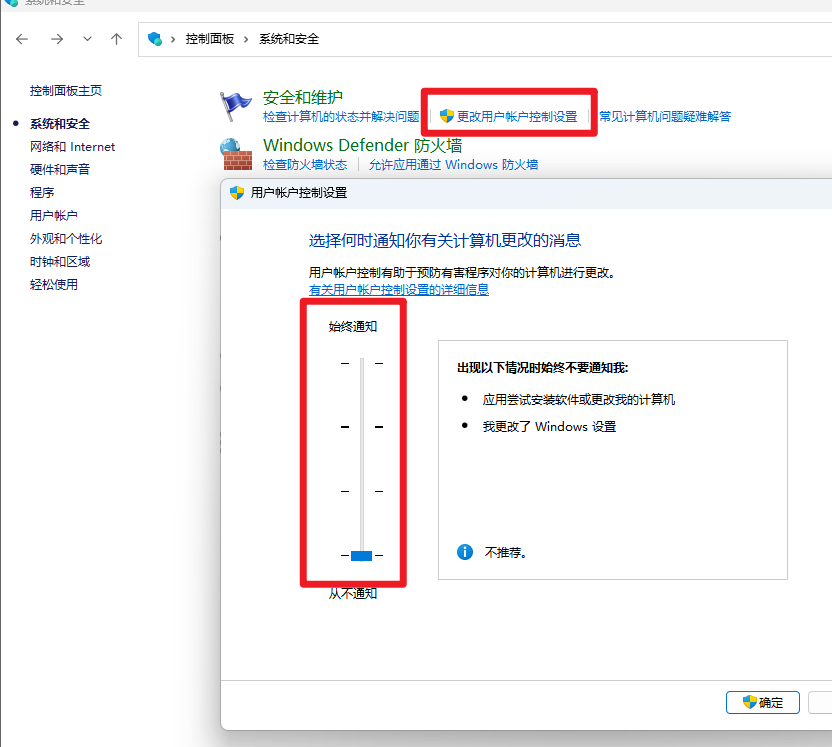 系统和安全
控制面板 › 系统和安全
控制面板主页
系统和安全
网络和 Internet
硬件和声音
程序
用户帐户
外观和个性化
时钟和区域
轻松使用
安全和维护
检查计算机的状态并解决问题 更改用户帐户控制设置 常见计算机问题疑难解答
Windows Defender 防火墙
检查防火墙状态 允许应用通过 Windows 防火墙
用户帐户控制设置
选择何时通知你有关计算机更改的消息
用户帐户控制有助于预防有害程序对你的计算机进行更改。
有关用户帐户控制设置的详细信息
始终通知
出现以下情况时始终不要通知我:
应用尝试安装软件或更改我的计算机
我更改了 Windows 设置
不推荐。
从不通知
确定